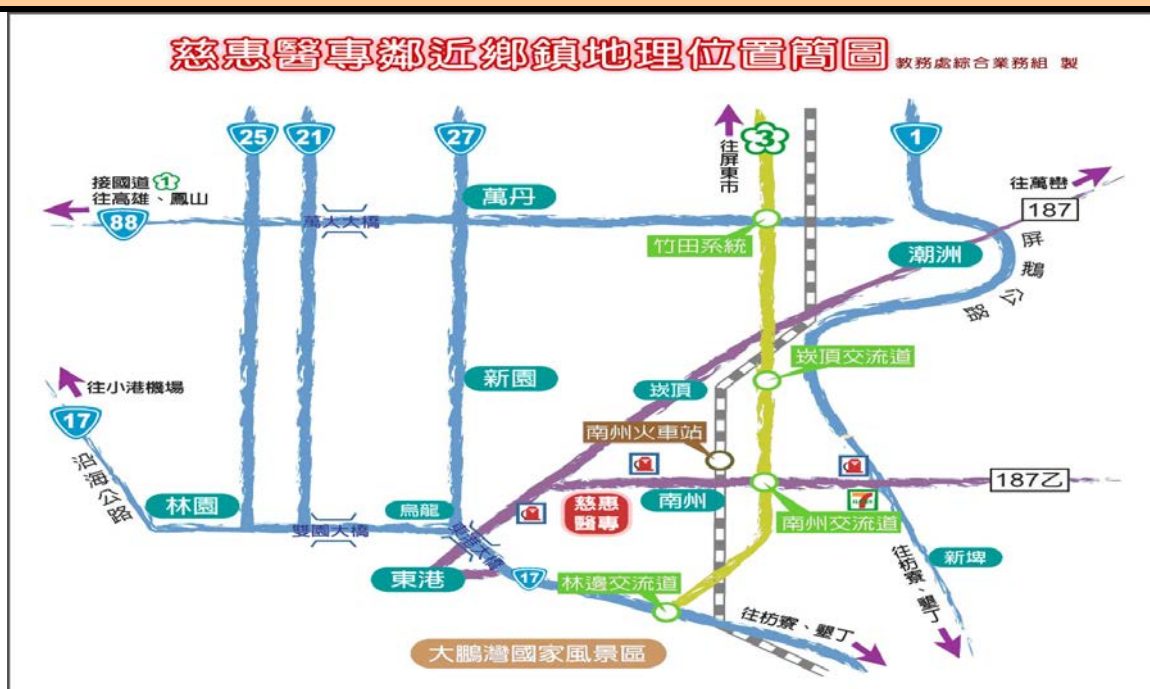 慈惠醫專鄰近鄉鎮地理位置簡圖 教務處綜合業務組 製
25
21
27
往屏東市
3
1
接國道1
往高雄、鳳山
88
萬大大橋
萬丹
往萬巒
187
竹田系統
潮洲
屏鵝公路
崁頂交流道
往小港機場
新園
崁頂
17
南州火車站
沿海公路
187乙
林園
烏龍
慈惠
醫專
南州
7
南州交流道
雙園大橋
新埤
東港
17
林邊交流道
往枋寮、墾丁
往枋寮、墾丁
大鵬灣國家風景區